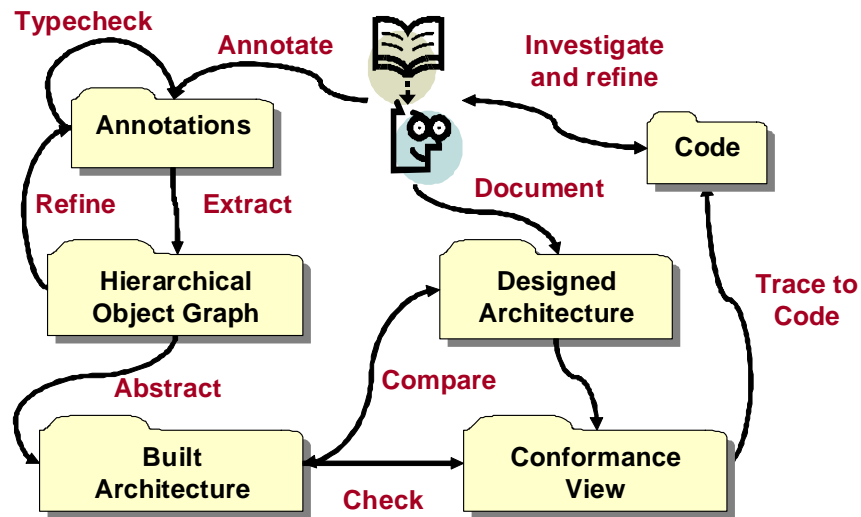 Typecheck
Annotate
Investigate
and refine
Annotations
Code
Refine
Extract
Document
Hierarchical
Object Graph
Designed
Architecture
Trace to
Code
Abstract
Compare
Built
Architecture
Check
Conformance
View